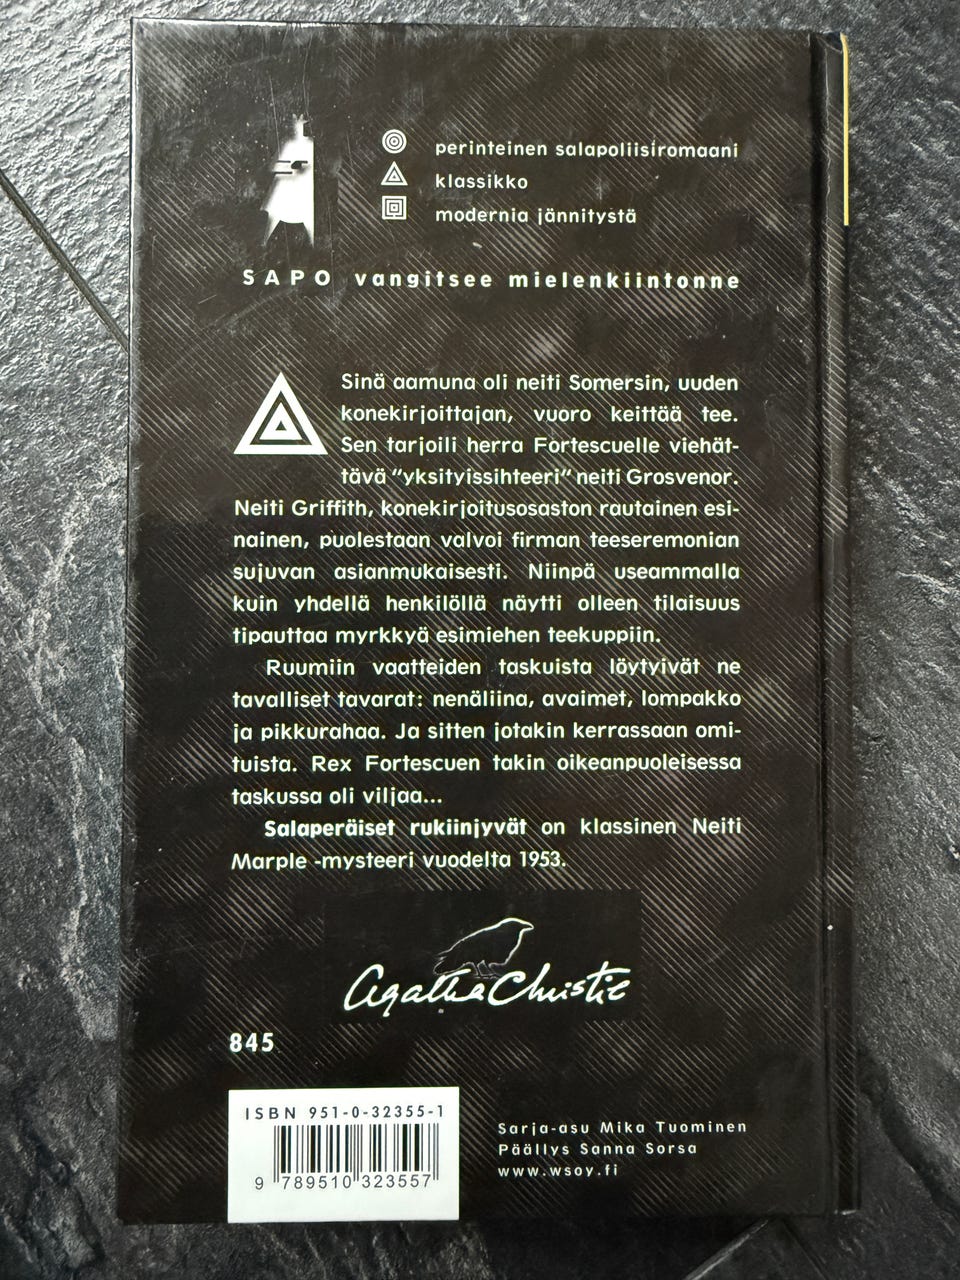 perinteinen salapoliisiromaani
klassikko
modernia jännitystä
SAPO vangitsee mielenkiintonne
Sinä aamuna oli neiti Somersin, uuden
konekirjoittajan, vuoro keittää tee.
Sen tarjoili herra Fortescuelle viehät-
tävä "yksityissihteeri" neiti Grosvenor.
Neiti Griffith, konekirjoitusosaston rautainen esi-
nainen, puolestaan valvoi firman teeseremonian
sujuvan asianmukaisesti. Niinpä useammalla
kuin yhdellä henkilöllä näytti olleen tilaisuus
tipauttaa myrkkyä esimiehen teekuppiin.
Ruumiin vaatteiden taskuista löytyivät ne
tavalliset tavarat: nenäliina, avaimet, lompakko
ja pikkurahaa. Ja sitten jotakin kerrassaan omi-
tuista. Rex Fortescuen takin oikeanpuoleisessa
taskussa oli viljaa...
Salaperäiset rukiinjyvät on klassinen Neiti
Marple -mysteeri vuodelta 1953.
Agatha Christie
845
ISBN 951-0-32355-1
9 789510 323557
Sarja-asu Mika Tuominen
Päällys Sanna Sorsa
www.wsoy.fi